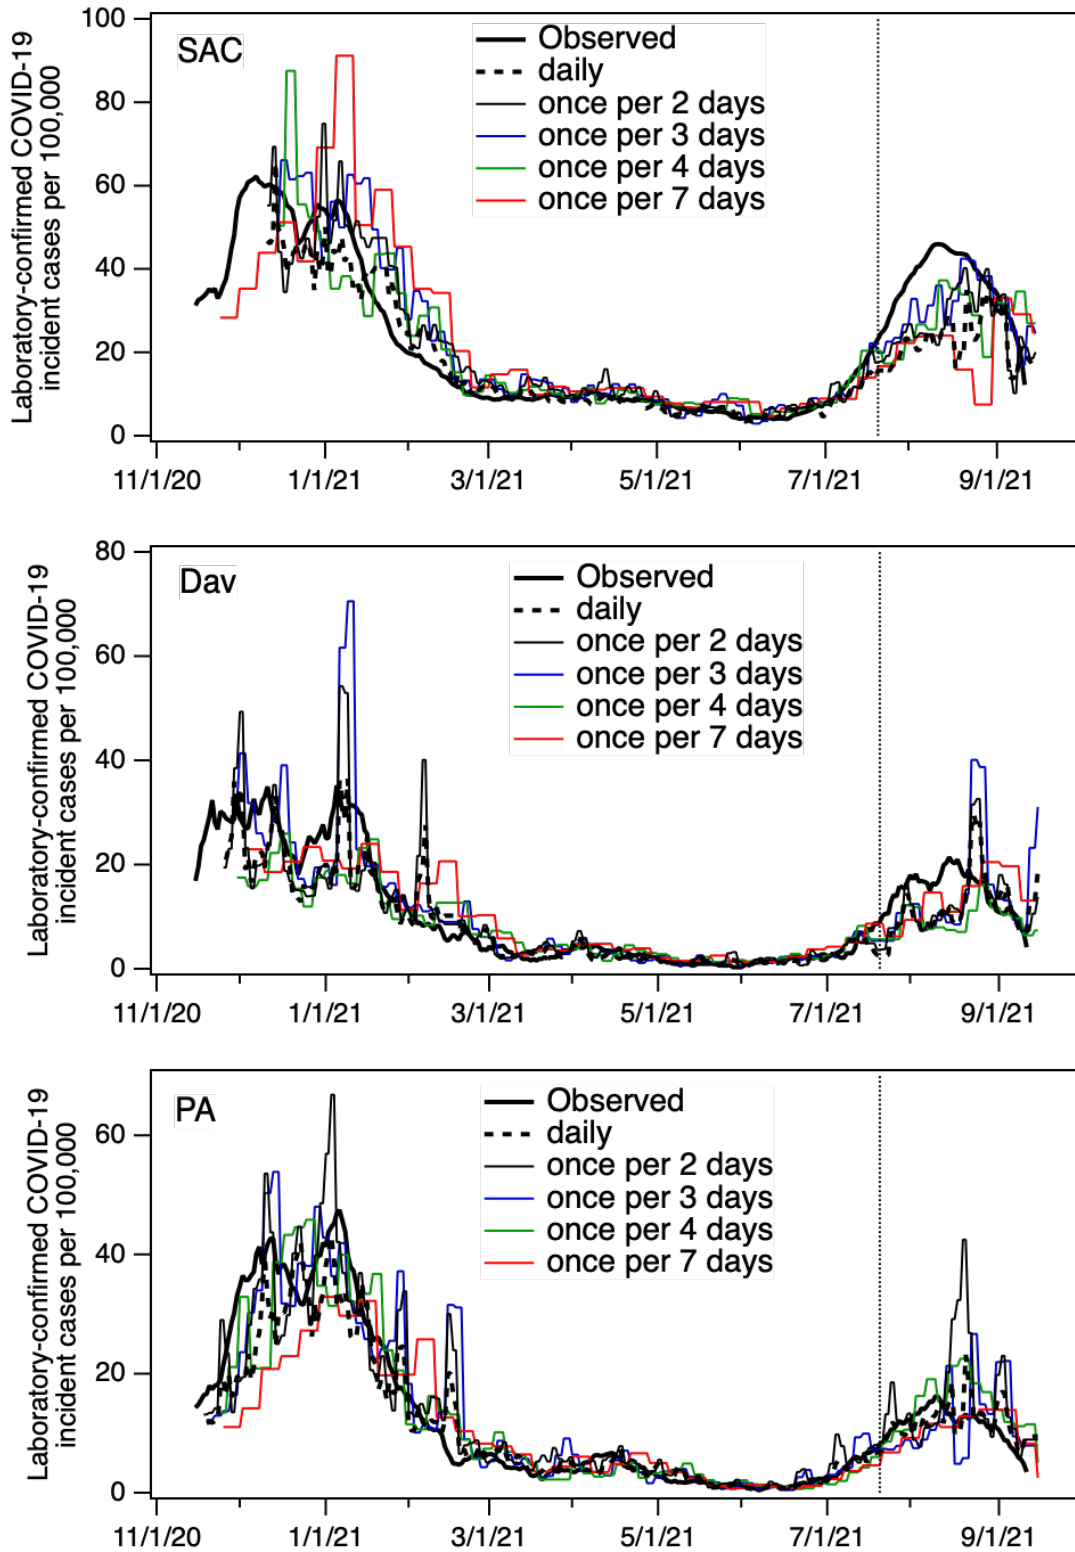 Laboratory-confirmed COVID-19
incident cases per 100,000
100
80
60
40
20
0
SAC
Observed
daily
once per 2 days
once per 3 days
once per 4 days
once per 7 days
11/1/20 1/1/21 3/1/21 5/1/21 7/1/21 9/1/21
Laboratory-confirmed COVID-19
incident cases per 100,000
80
60
40
20
0
Dav
Observed
daily
once per 2 days
once per 3 days
once per 4 days
once per 7 days
11/1/20 1/1/21 3/1/21 5/1/21 7/1/21 9/1/21
Laboratory-confirmed COVID-19
incident cases per 100,000
60
40
20
0
PA
Observed
daily
once per 2 days
once per 3 days
once per 4 days
once per 7 days
11/1/20 1/1/21 3/1/21 5/1/21 7/1/21 9/1/21